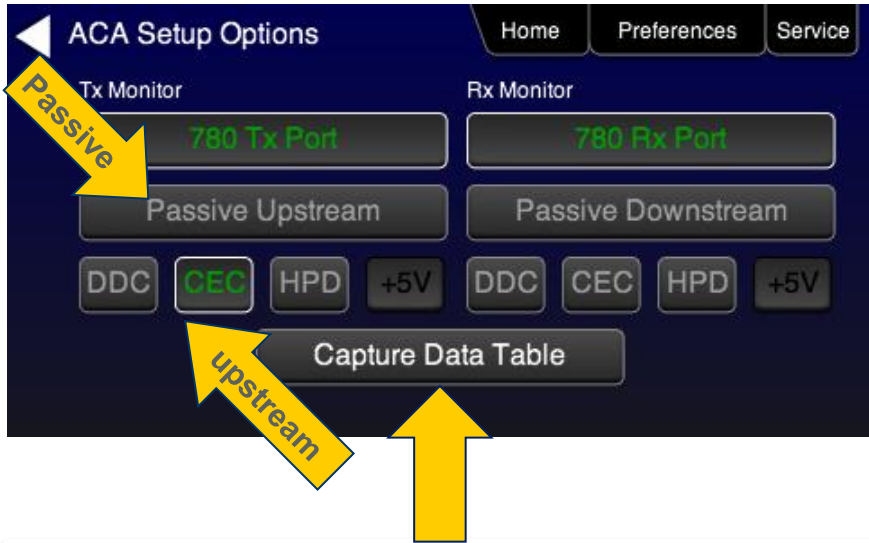 ACA Setup Options
Home
Preferences
Service
Tx Monitor
Rx Monitor
Passive
780 Tx Port
780 Rx Port
Passive Upstream
Passive Downstream
DDC
CEC
HPD
+5V
DDC
CEC
HPD
+5V
upstream
Capture Data Table